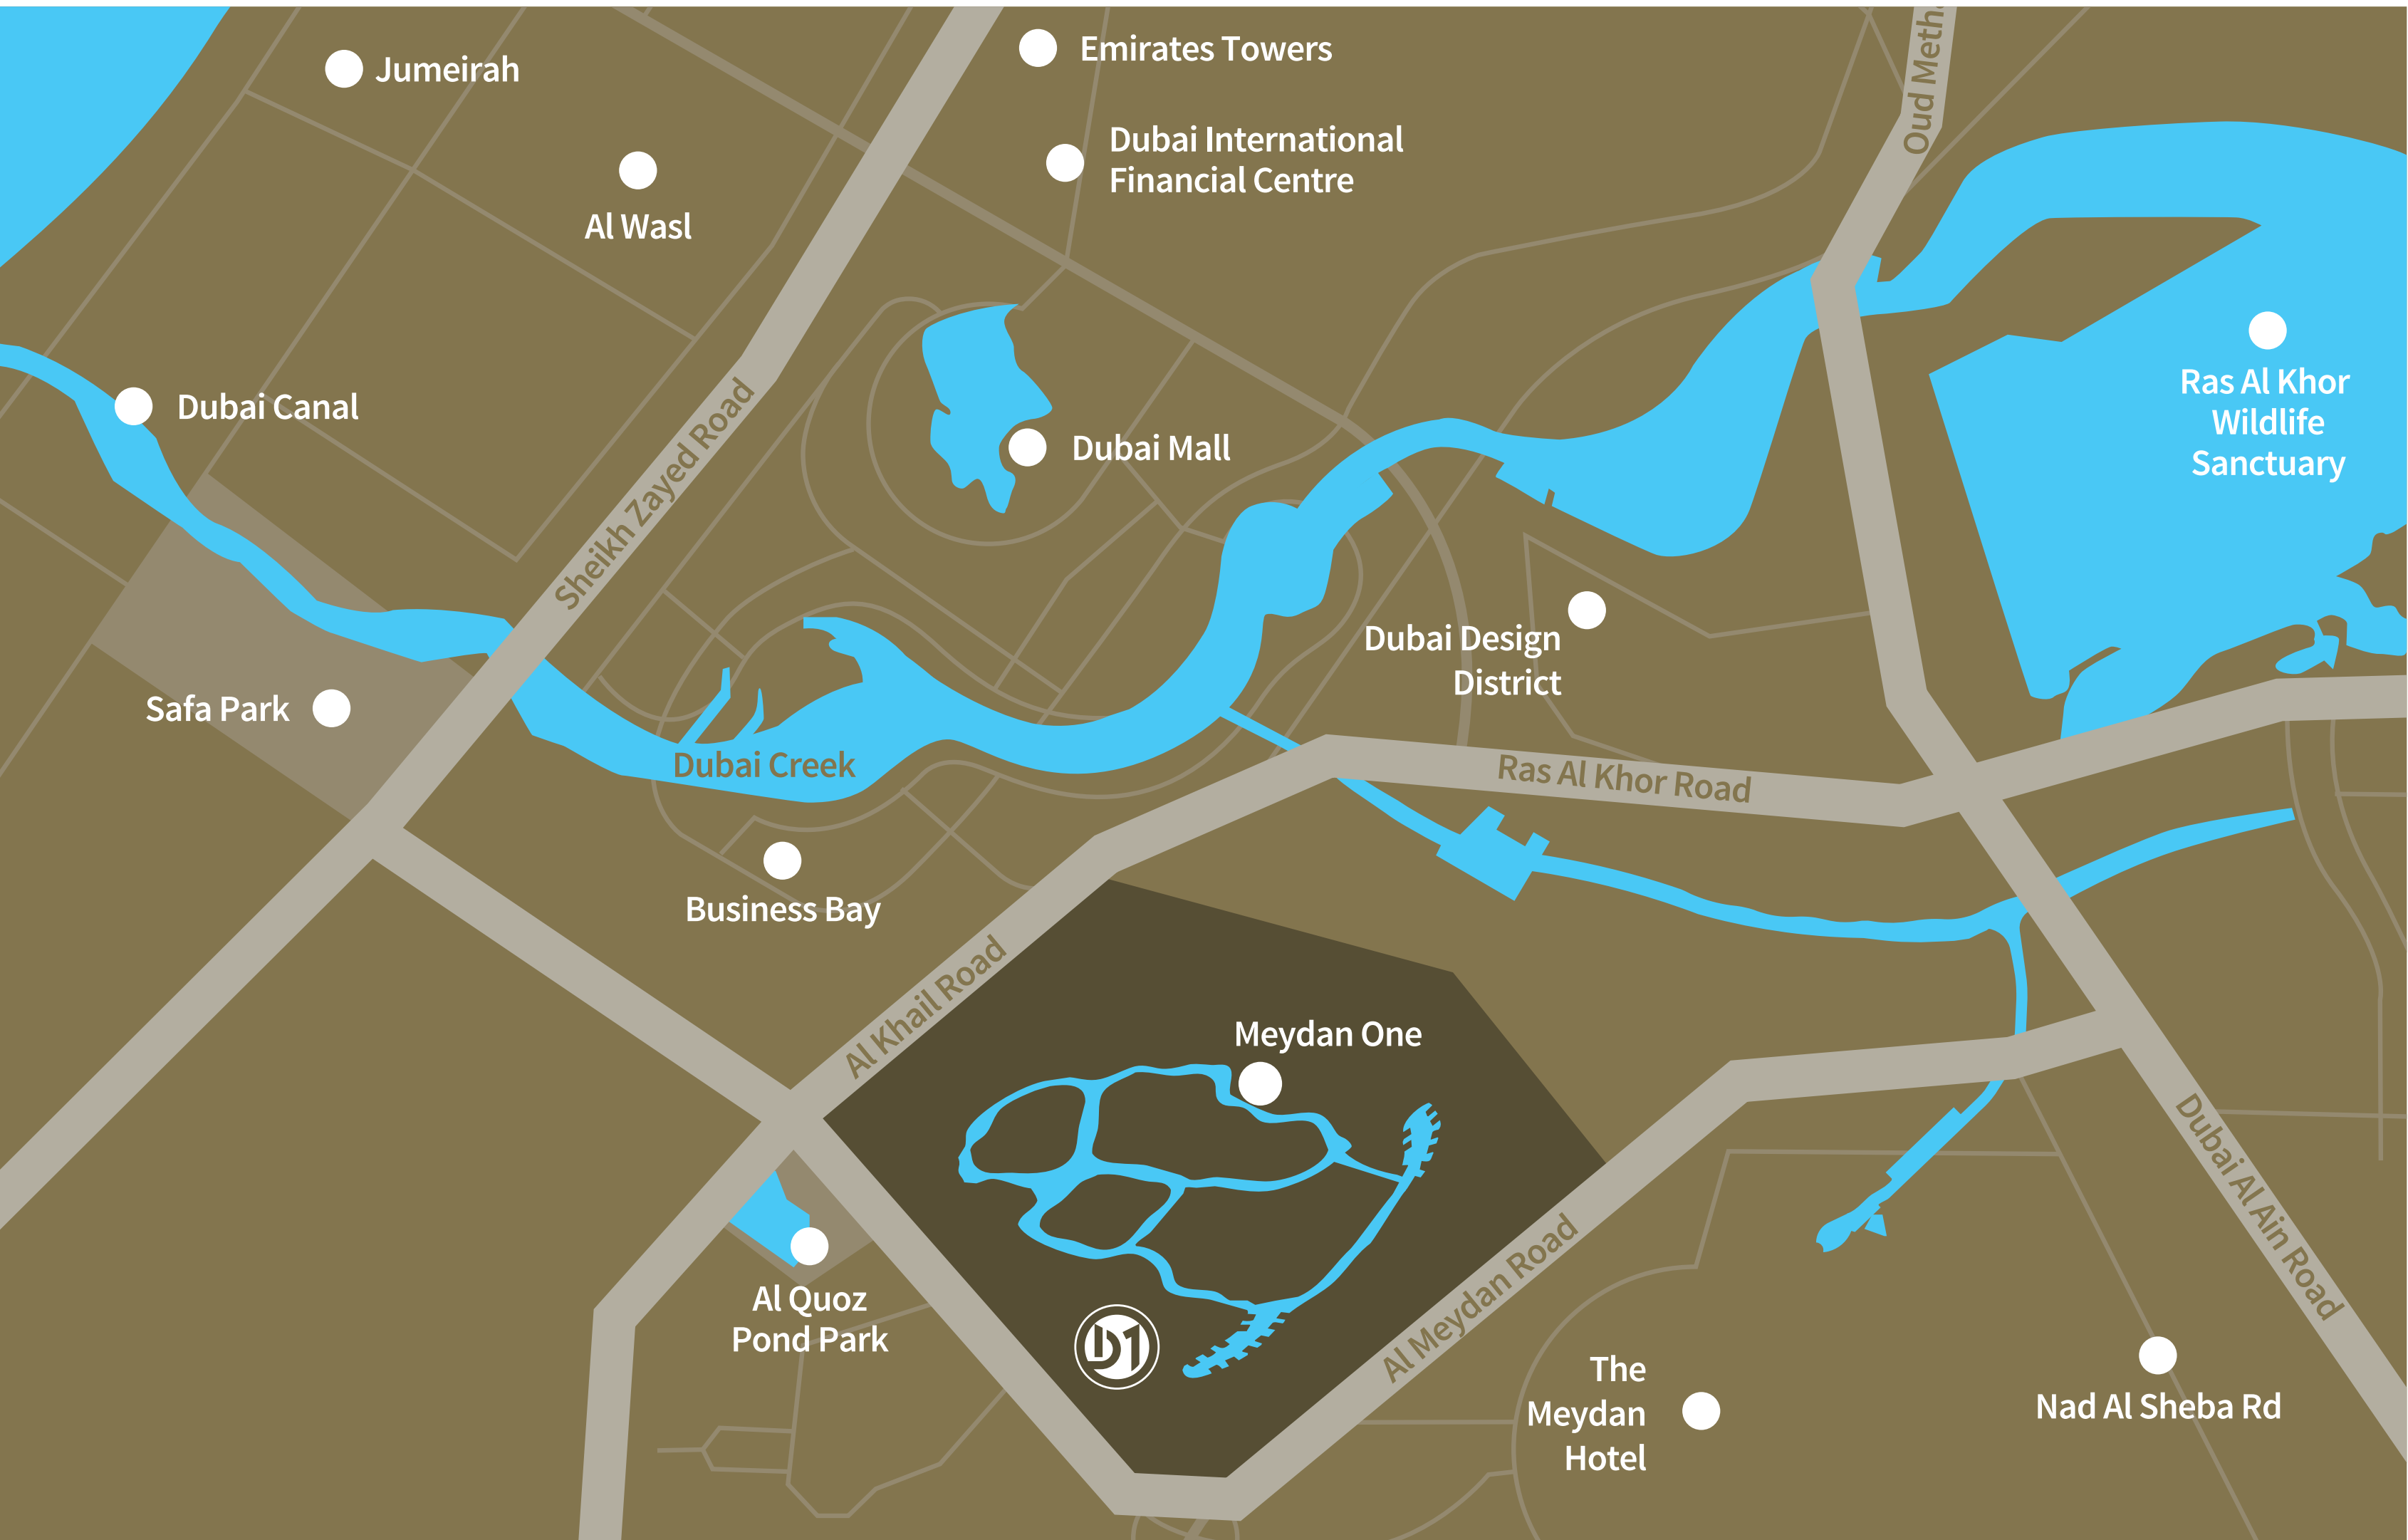 Emirates Towers
Oud Metha
Jumeirah
Dubai International
Financial Centre
Al Wasl
Ras Al Khor
Wildlife
Sanctuary
Dubai Canal
Sheikh Zayed Road
Dubai Mall
Dubai Design
District
Safa Park
Dubai Creek
Ras Al Khor Road
Business Bay
Al Khail Road
Meydan One
Dubai Al Ain Road
Al Quoz
Pond Park
D1
Al Meydan Road
The
Meydan
Hotel
Nad Al Sheba Rd